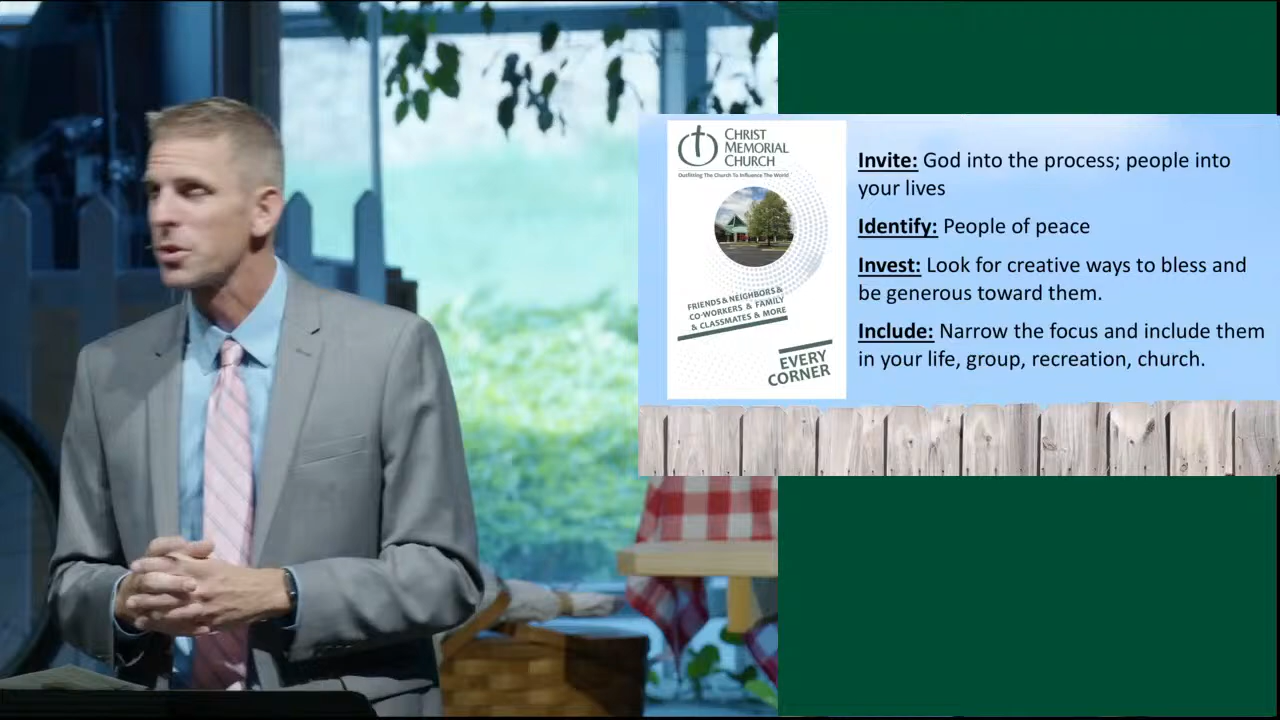 CHRIST
MEMORIAL
CHURCH
Outfitting The Church To Influence The World
FRIENDS & NEIGHBORS &
CO-WORKERS & FAMILY
& CLASSMATES & MORE
EVERY
CORNER
Invite: God into the process; people into
your lives
Identify: People of peace
Invest: Look for creative ways to bless and
be generous toward them.
Include: Narrow the focus and include them
in your life, group, recreation, church.